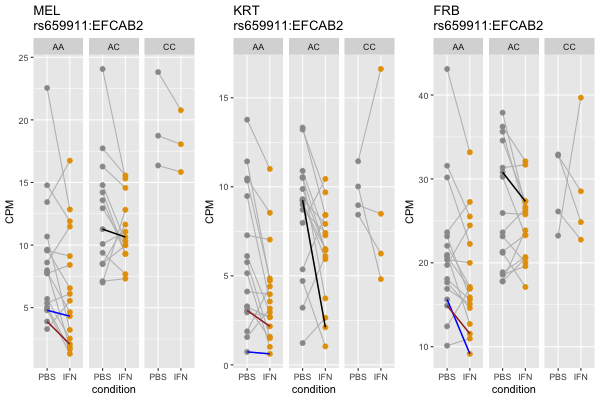 MEL
rs659911:EFCAB2
AA AC CC
25
20
15
10
5
CPM
PBS IFN PBS IFN PBS IFN
condition
KRT
rs659911:EFCAB2
AA AC CC
15
10
5
0
CPM
PBS IFN PBS IFN PBS IFN
condition
FRB
rs659911:EFCAB2
AA AC CC
40
30
20
10
CPM
PBS IFN PBS IFN PBS IFN
condition